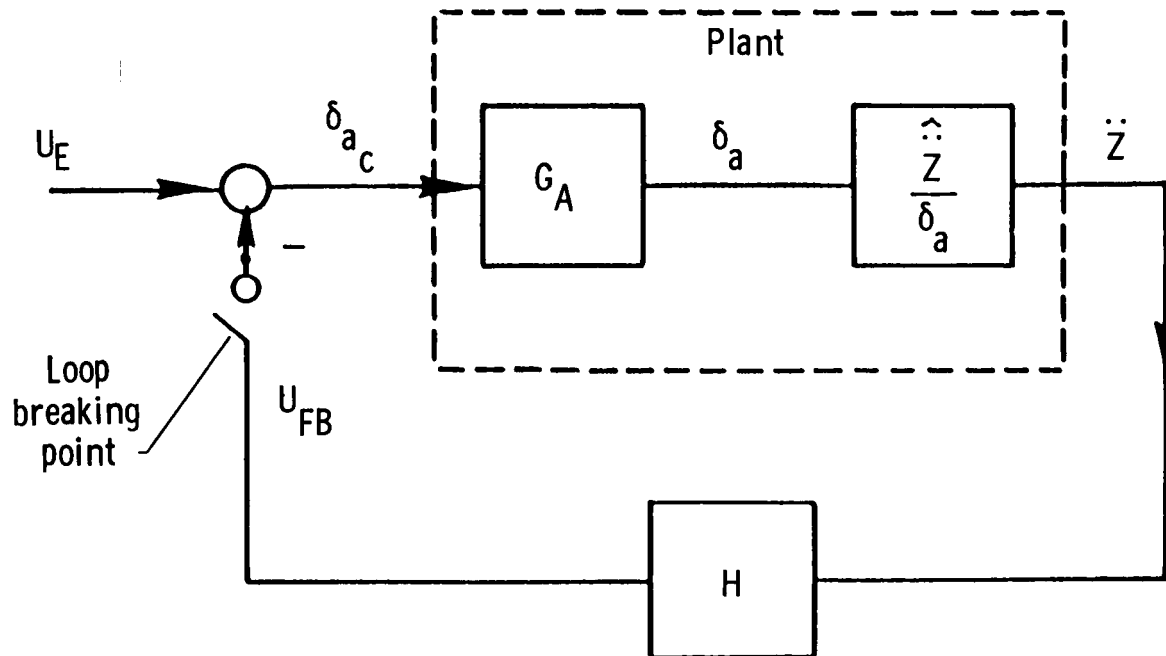 Plant
U_E
δ_a_c
G_A
δ_a
Z̈̂
δ_a
Z̈
−
Loop
breaking
point
U_FB
H